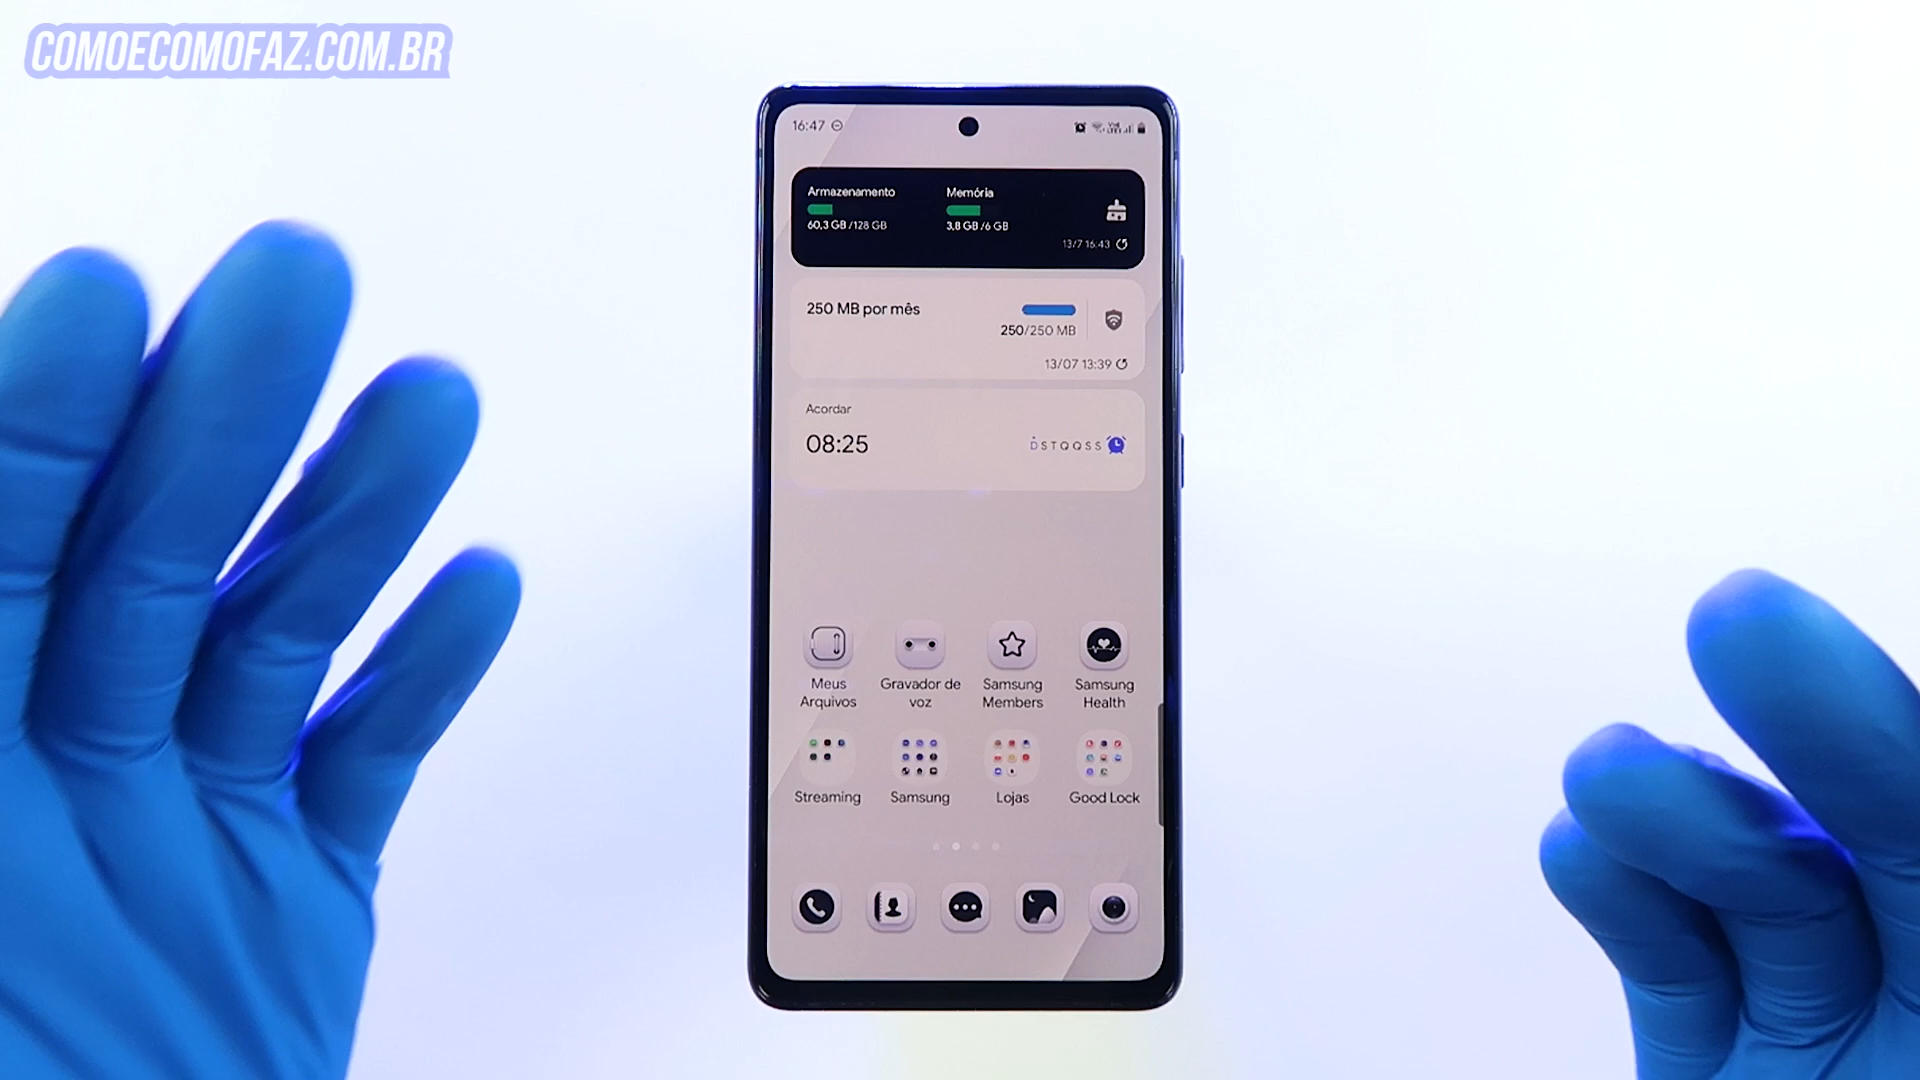 COMOECOMOFAZ.COM.BR
16:47
Armazenamento
60,3 GB /128 GB
Memória
3,8 GB /6 GB
13/7 16:43
250 MB por mês
250/250 MB
13/07 13:39
Acordar
08:25
DSTQQSS
Meus
Arquivos
Gravador de
voz
Samsung
Members
Samsung
Health
Streaming
Samsung
Lojas
Good Lock